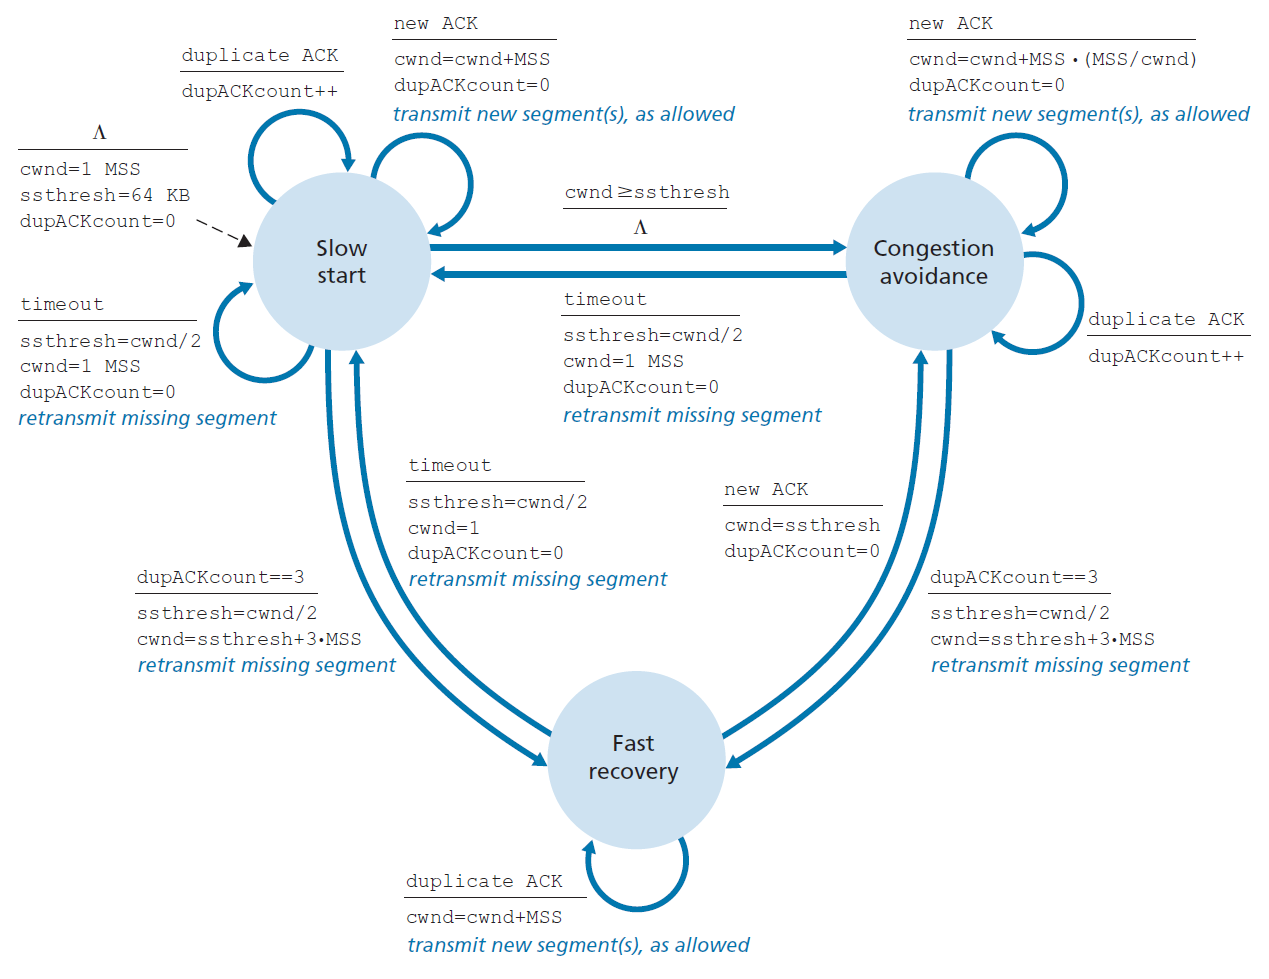 new ACK
cwnd=cwnd+MSS
dupACKcount=0
transmit new segment(s), as allowed
new ACK
cwnd=cwnd+MSS•(MSS/cwnd)
dupACKcount=0
transmit new segment(s), as allowed
duplicate ACK
dupACKcount++
Λ
cwnd=1 MSS
ssthresh=64 KB
dupACKcount=0
cwnd≥ssthresh
Λ
Slow
start
Congestion
avoidance
timeout
ssthresh=cwnd/2
cwnd=1 MSS
dupACKcount=0
retransmit missing segment
timeout
ssthresh=cwnd/2
cwnd=1 MSS
dupACKcount=0
retransmit missing segment
duplicate ACK
dupACKcount++
timeout
ssthresh=cwnd/2
cwnd=1
dupACKcount=0
retransmit missing segment
new ACK
cwnd=ssthresh
dupACKcount=0
dupACKcount==3
ssthresh=cwnd/2
cwnd=ssthresh+3•MSS
retransmit missing segment
dupACKcount==3
ssthresh=cwnd/2
cwnd=ssthresh+3•MSS
retransmit missing segment
Fast
recovery
duplicate ACK
cwnd=cwnd+MSS
transmit new segment(s), as allowed